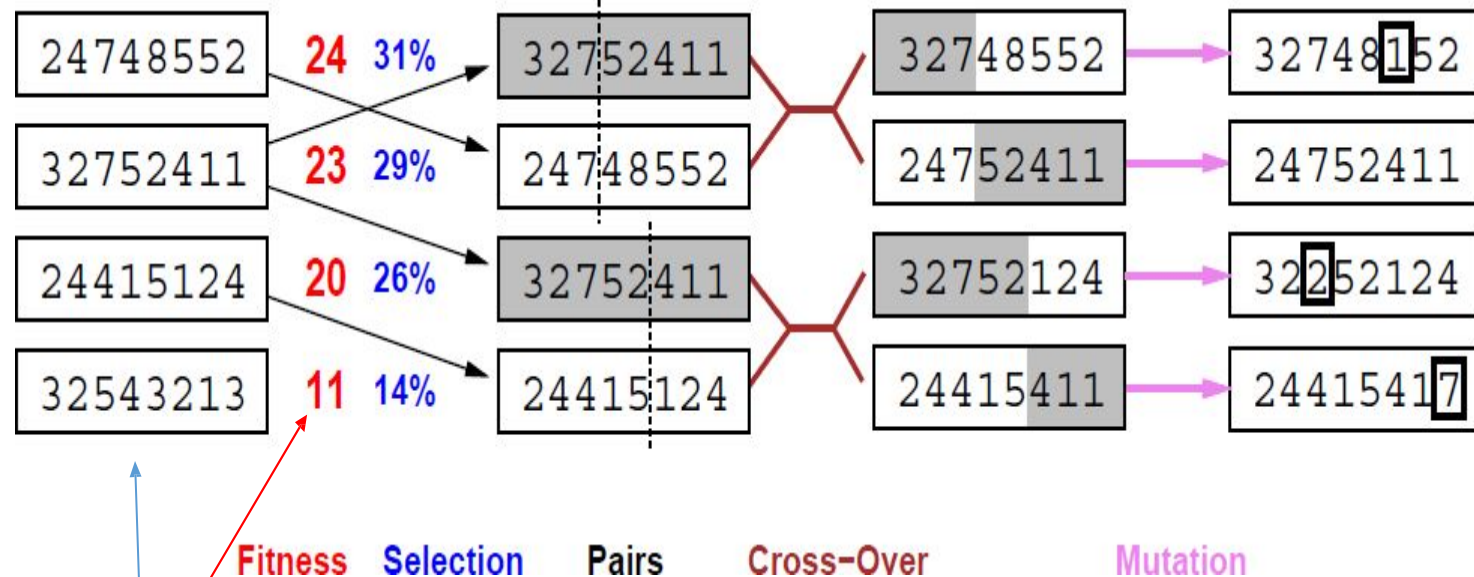 24748552 24 31% 32752411 32748552 32748152
32752411 23 29% 24748552 24752411 24752411
24415124 20 26% 32752411 32752124 32252124
32543213 11 14% 24415124 24415411 24415417
Fitness Selection Pairs Cross-Over Mutation